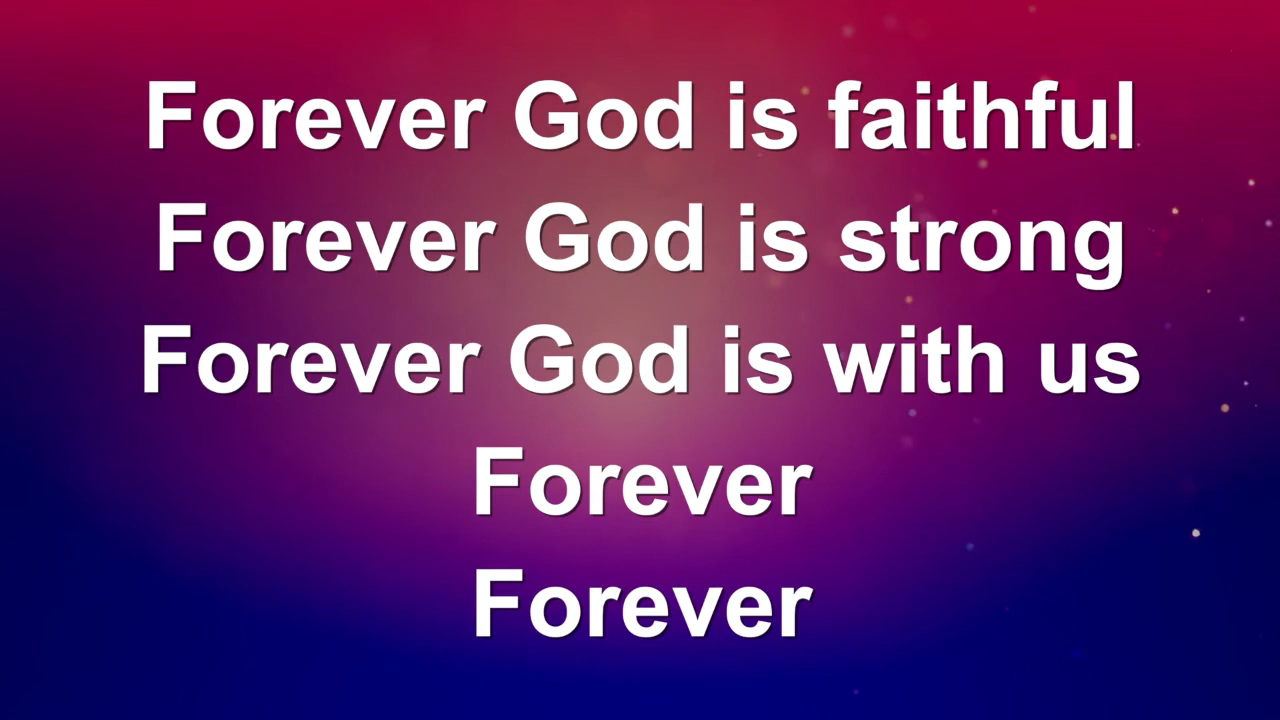 Forever God is faithful
Forever God is strong
Forever God is with us
Forever
Forever